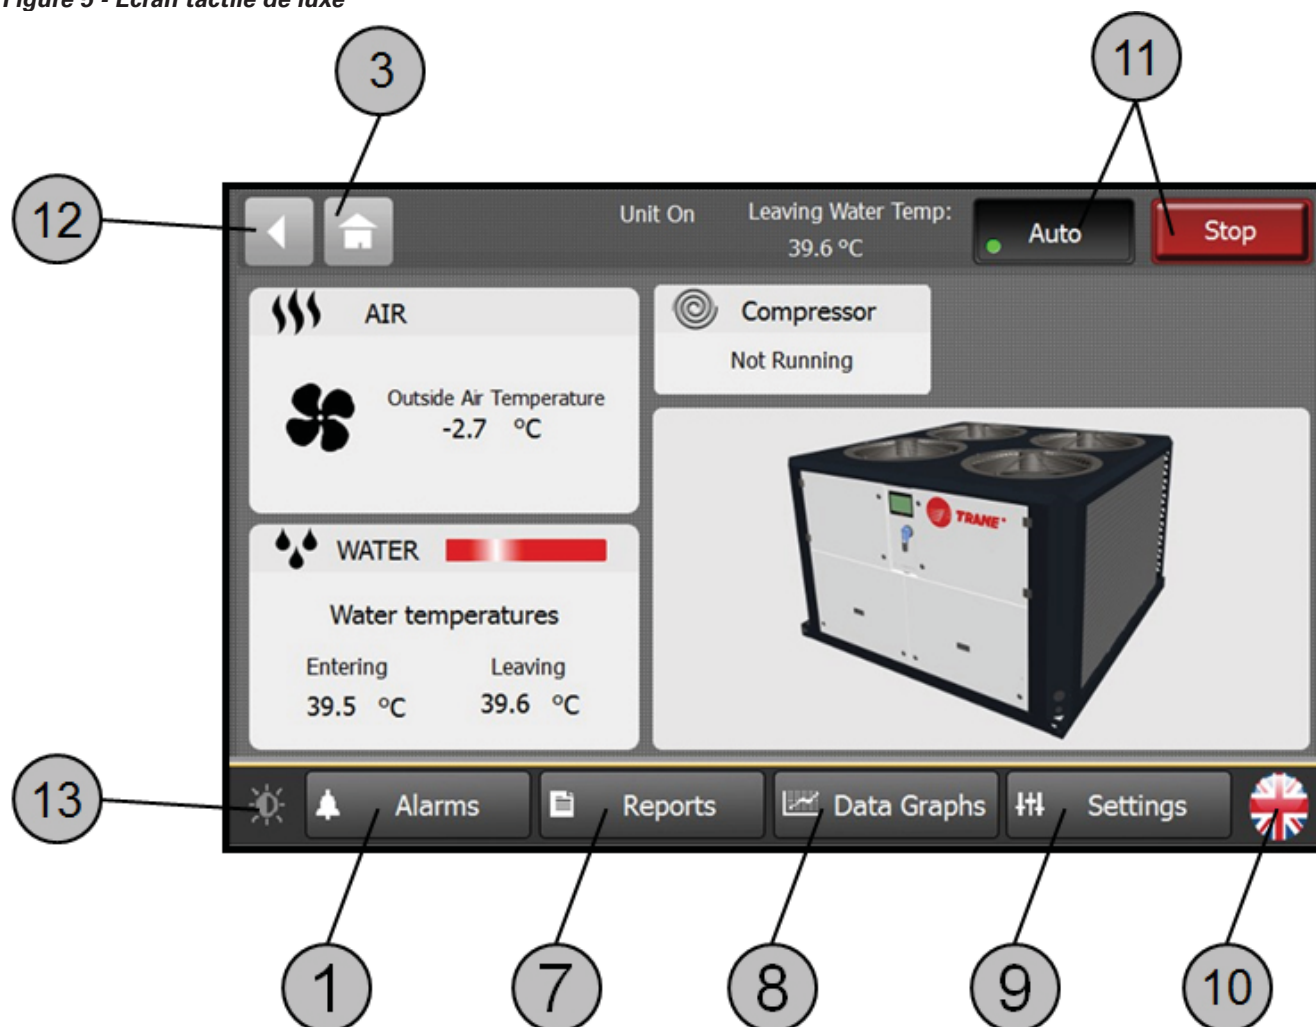 Figure 5 - Ecran tactile de luxe
3
11
12
Unit On
Leaving Water Temp:
39.6 °C
Auto
Stop
AIR
Outside Air Temperature
-2.7 °C
Compressor
Not Running
TRANE
WATER
Water temperatures
Entering Leaving
39.5 °C 39.6 °C
13
Alarms
Reports
Data Graphs
Settings
1
7
8
9
10